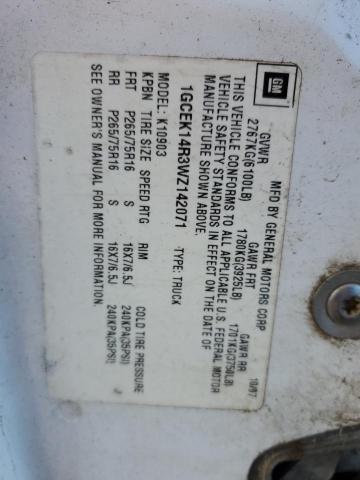 GM
MFD BY GENERAL MOTORS CORP
10/97
GVWR GAWR FRT GAWR RR
2767KG(6100LB) 1780KG(3925LB) 1701KG(3750LB)
THIS VEHICLE CONFORMS TO ALL APPLICABLE U.S. FEDERAL MOTOR
VEHICLE SAFETY STANDARDS IN EFFECT ON THE DATE OF
MANUFACTURE SHOWN ABOVE.
1GCEK14R3WZ142071 TYPE: TRUCK
MODEL: K10903
KPBN TIRE SIZE SPEED RTG RIM COLD TIRE PRESSURE
FRT P265/75R16 S 16X7/6.5J 240KPA(35PSI)
RR P265/75R16 S 16X7/6.5J 240KPA(35PSI)
SEE OWNER'S MANUAL FOR MORE INFORMATION.